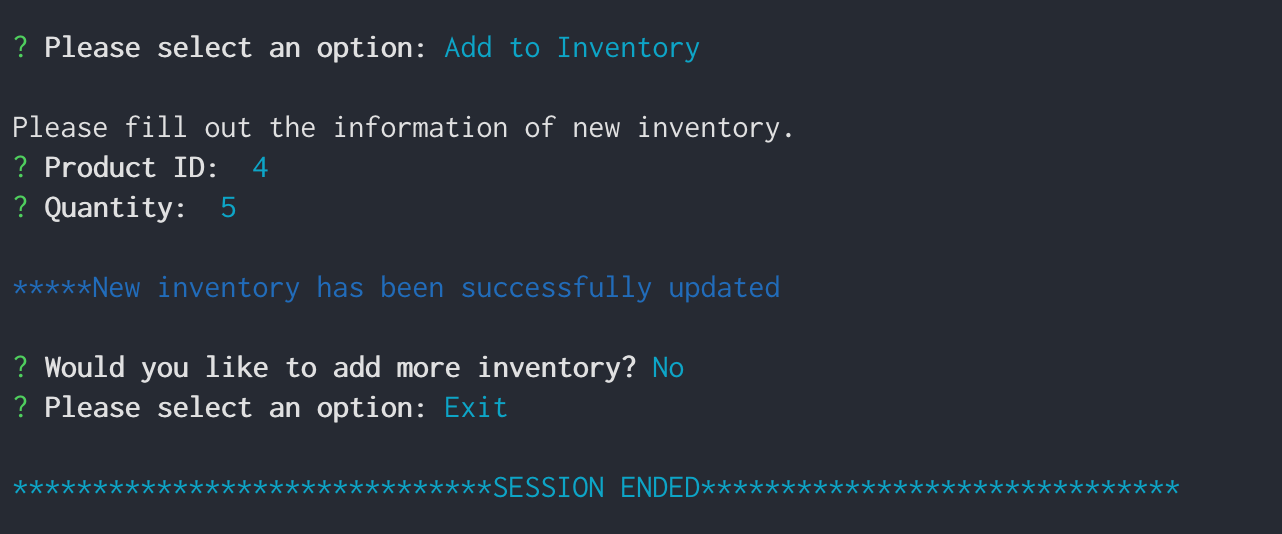 ? Please select an option: Add to Inventory
Please fill out the information of new inventory.
? Product ID:  4
? Quantity:  5
*****New inventory has been successfully updated
? Would you like to add more inventory? No
? Please select an option: Exit
******************************SESSION ENDED******************************